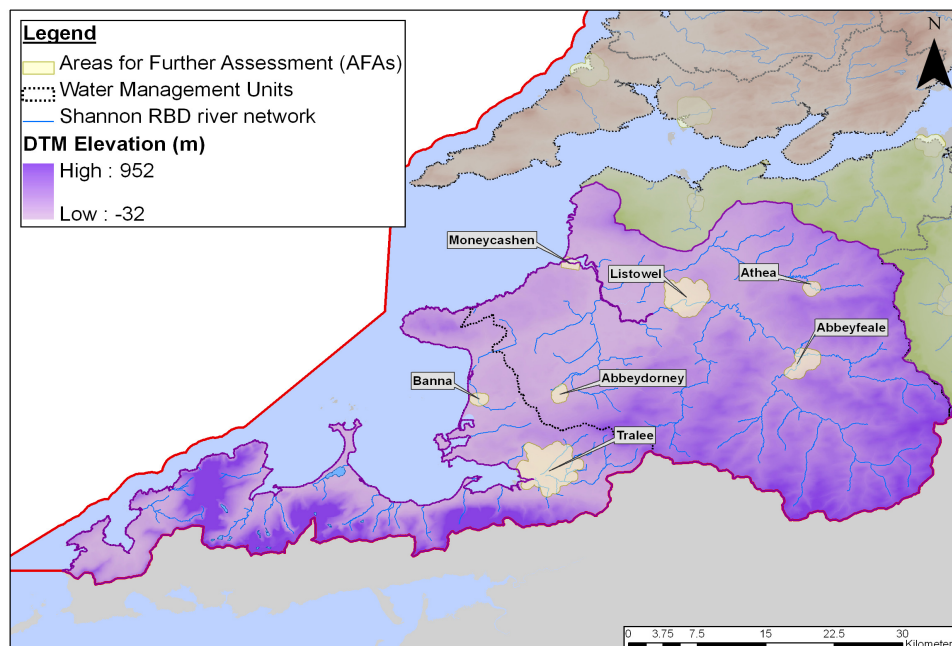 Legend
Areas for Further Assessment (AFAs)
Water Management Units
Shannon RBD river network
DTM Elevation (m)
High : 952
Low : -32
N
Moneycashen
Listowel
Athea
Abbeyfeale
Banna
Abbeydorney
Tralee
0 3.75 7.5 15 22.5 30
Kilometer